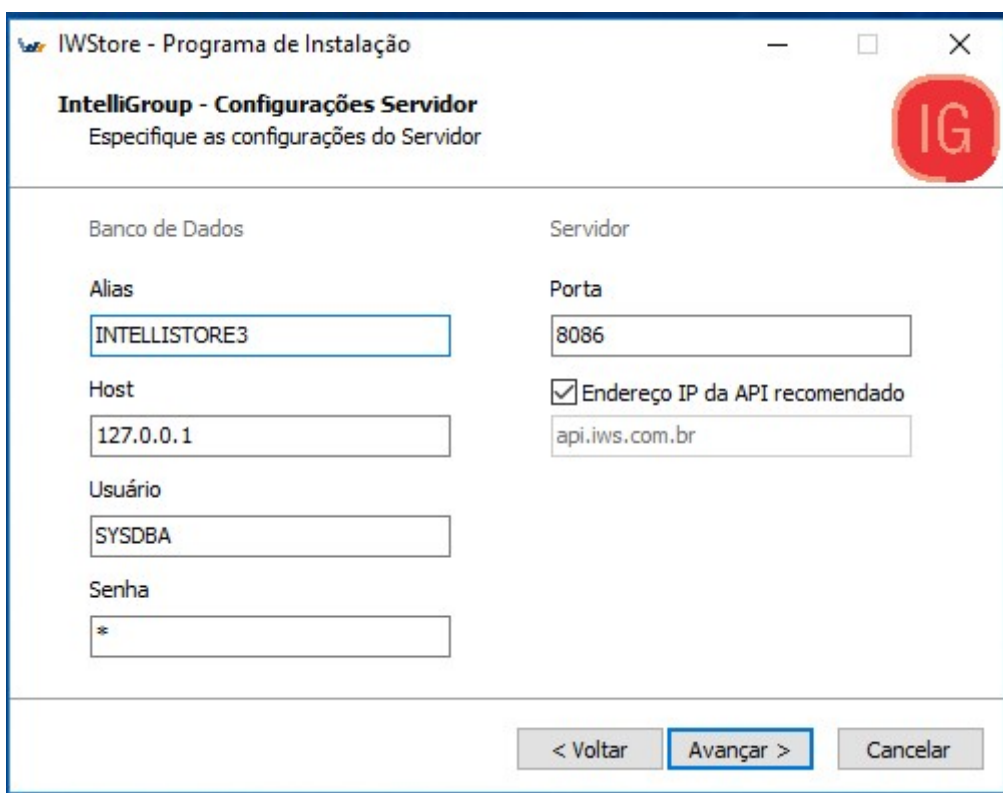 IWStore - Programa de Instalação
IntelliGroup - Configurações Servidor
Especifique as configurações do Servidor
IG
Banco de Dados
Servidor
Alias
Porta
INTELLISTORE3
8086
Host
Endereço IP da API recomendado
127.0.0.1
api.iws.com.br
Usuário
SYSDBA
Senha
*
< Voltar
Avançar >
Cancelar